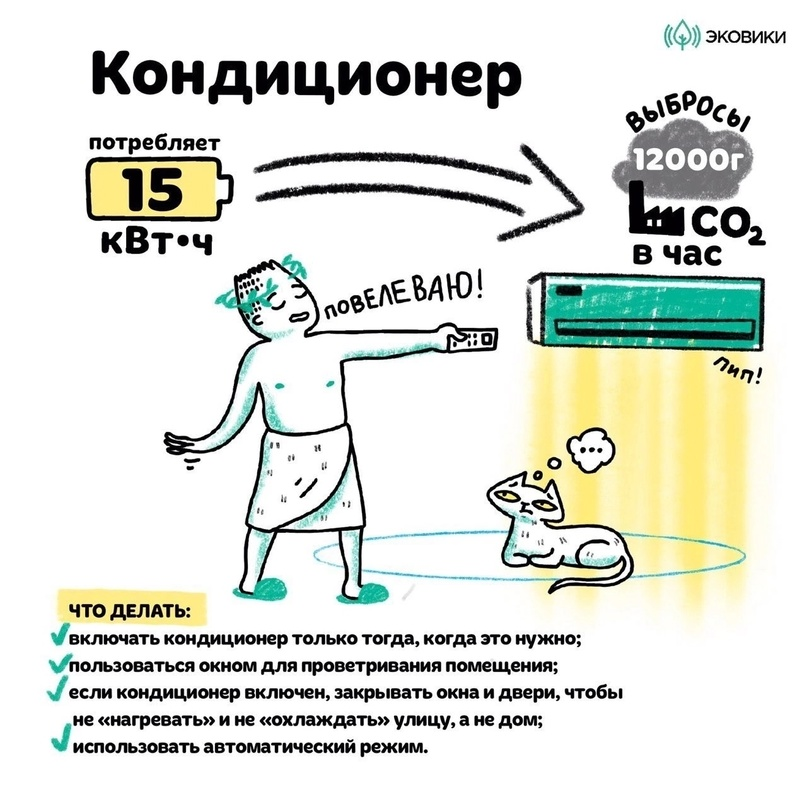 ЭКОВИКИ
Кондиционер
потребляет
15
кВт•ч
ВЫБРОСЫ
12000г
CO₂
в час
ПОВЕЛЕВАЮ!
Пип!
...
ЧТО ДЕЛАТЬ:
включать кондиционер только тогда, когда это нужно;
пользоваться окном для проветривания помещения;
если кондиционер включен, закрывать окна и двери, чтобы
не «нагревать» и не «охлаждать» улицу, а не дом;
использовать автоматический режим.